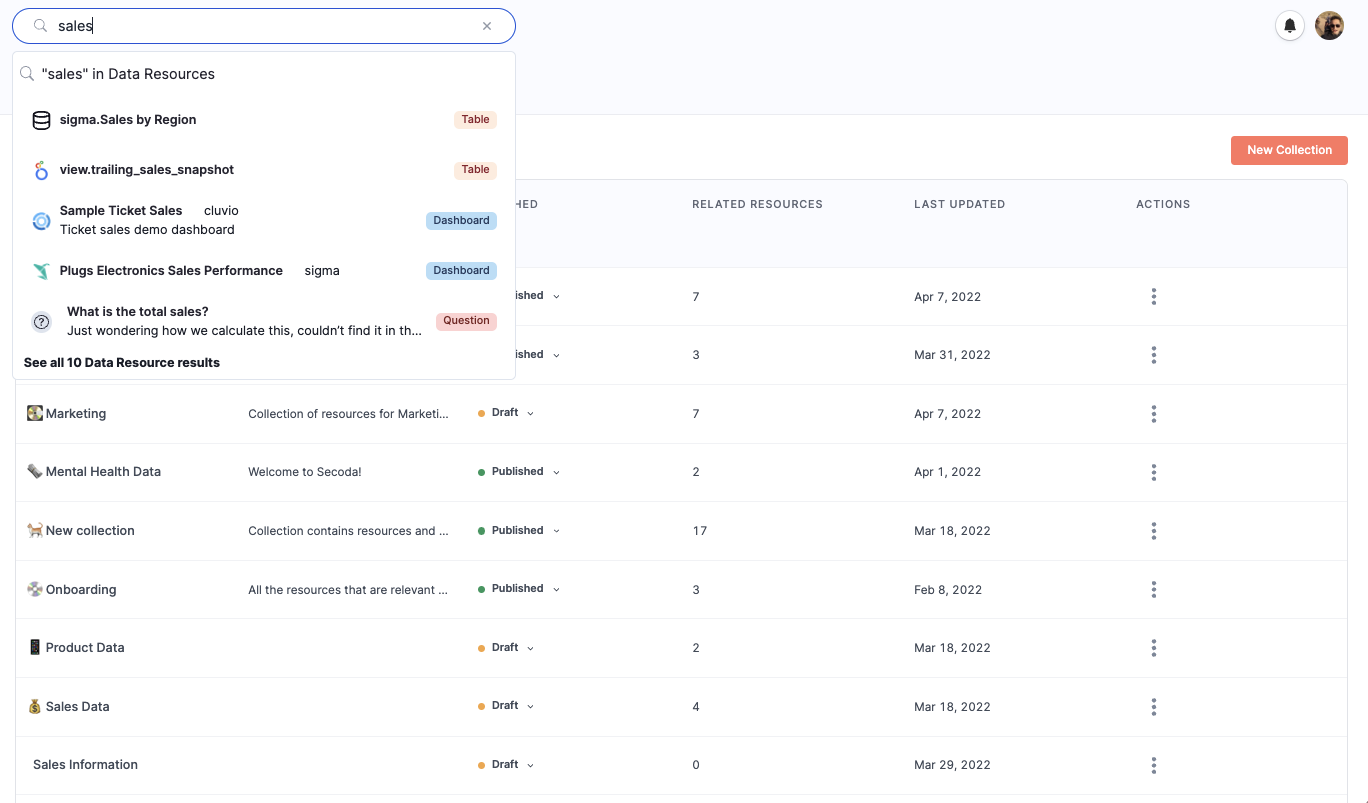 sales
"sales" in Data Resources
sigma.Sales by Region Table
view.trailing_sales_snapshot Table
Sample Ticket Sales cluvio
Ticket sales demo dashboard
Dashboard
Plugs Electronics Sales Performance sigma Dashboard
What is the total sales?
Just wondering how we calculate this, couldn’t find it in th...
Question
See all 10 Data Resource results
New Collection
RELATED RESOURCES LAST UPDATED ACTIONS
7 Apr 7, 2022
3 Mar 31, 2022
Marketing Collection of resources for Marketi... Draft 7 Apr 7, 2022
Mental Health Data Welcome to Secoda! Published 2 Apr 1, 2022
New collection Collection contains resources and ... Published 17 Mar 18, 2022
Onboarding All the resources that are relevant ... Published 3 Feb 8, 2022
Product Data Draft 2 Mar 18, 2022
Sales Data Draft 4 Mar 18, 2022
Sales Information Draft 0 Mar 29, 2022